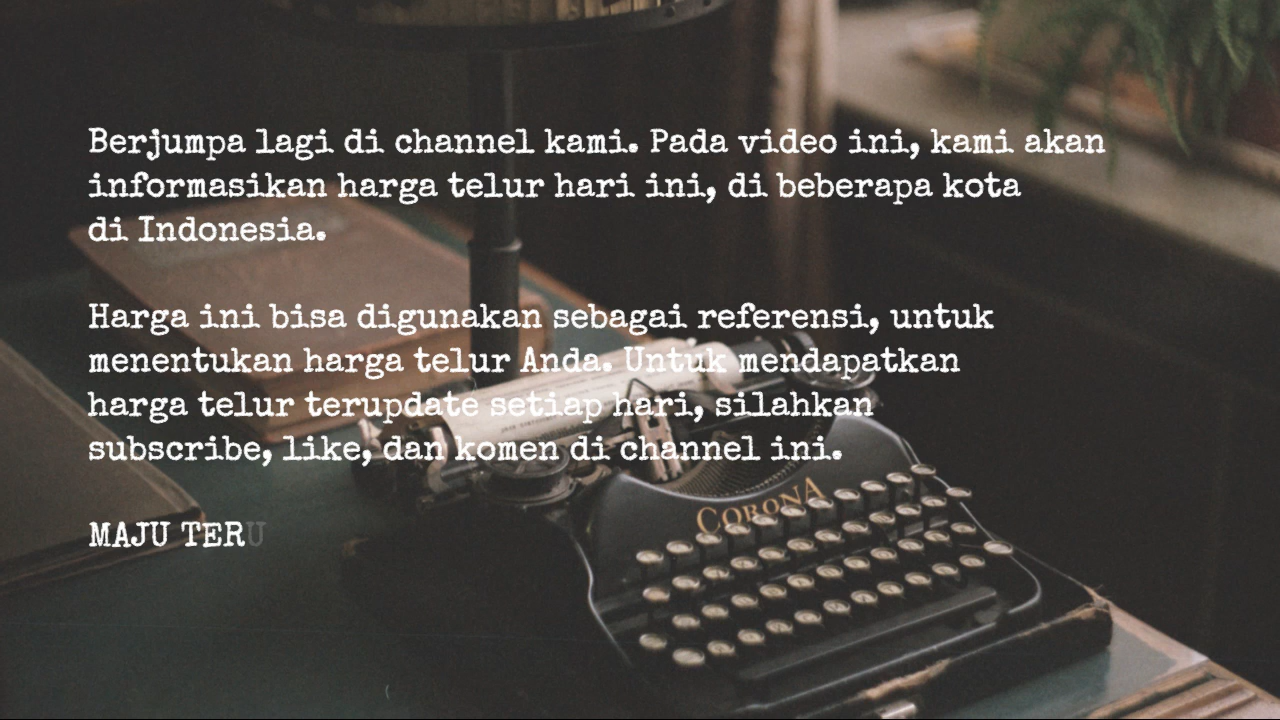 Berjumpa lagi di channel kami. Pada video ini, kami akan
informasikan harga telur hari ini, di beberapa kota
di Indonesia.
Harga ini bisa digunakan sebagai referensi, untuk
menentukan harga telur Anda. Untuk mendapatkan
harga telur terupdate setiap hari, silahkan
subscribe, like, dan komen di channel ini.
MAJU TERU
CORONA